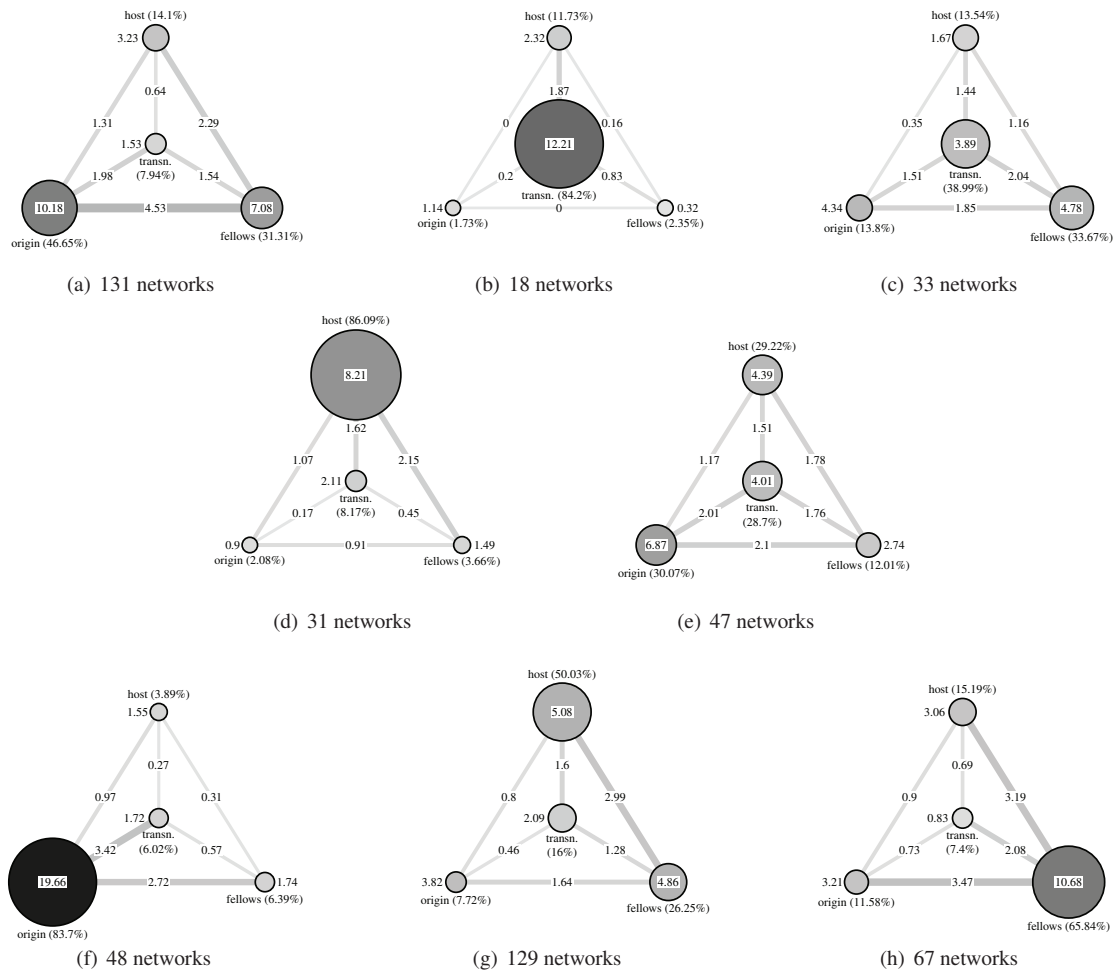 host (14.1%)
3.23
0.64
1.31
2.29
1.53
transn.
(7.94%)
1.98
1.54
10.18
4.53
7.08
origin (46.65%)
fellows (31.31%)
(a) 131 networks
host (11.73%)
2.32
1.87
0
0.16
12.21
0.2
0.83
transn. (84.2%)
1.14
0
0.32
origin (1.73%)
fellows (2.35%)
(b) 18 networks
host (13.54%)
1.67
1.44
0.35
1.16
3.89
transn.
(38.99%)
1.51
2.04
4.34
1.85
4.78
origin (13.8%)
fellows (33.67%)
(c) 33 networks
host (86.09%)
8.21
1.62
1.07
2.15
2.11
transn.
(8.17%)
0.17
0.45
0.9
0.91
1.49
origin (2.08%)
fellows (3.66%)
(d) 31 networks
host (29.22%)
4.39
1.51
1.17
1.78
4.01
transn.
(28.7%)
2.01
1.76
6.87
2.1
2.74
origin (30.07%)
fellows (12.01%)
(e) 47 networks
host (3.89%)
1.55
0.27
0.97
0.31
1.72
transn.
(6.02%)
3.42
0.57
19.66
2.72
1.74
origin (83.7%)
fellows (6.39%)
(f) 48 networks
host (50.03%)
5.08
1.6
0.8
2.99
2.09
transn.
(16%)
0.46
1.28
3.82
1.64
4.86
origin (7.72%)
fellows (26.25%)
(g) 129 networks
host (15.19%)
3.06
0.69
0.9
3.19
0.83
transn.
(7.4%)
0.73
2.08
3.21
3.47
10.68
origin (11.58%)
fellows (65.84%)
(h) 67 networks